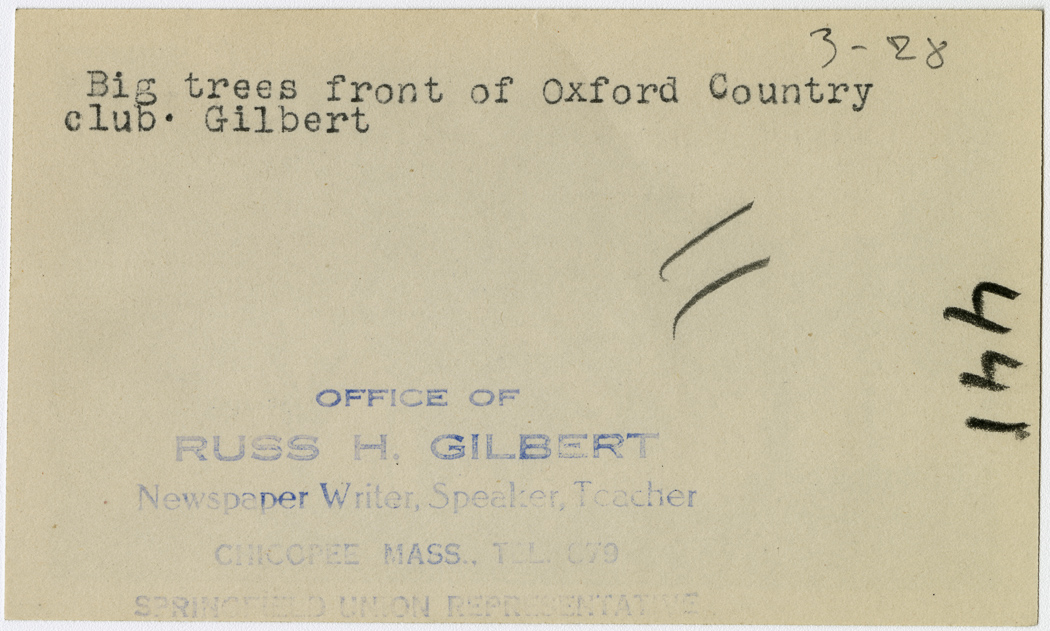 3-28
Big trees front of Oxford Country
club. Gilbert
441
OFFICE OF
RUSS H. GILBERT
Newspaper Writer, Speaker, Teacher
CHICOPEE MASS., TEL. 679
SPRINGFIELD UNION REPRESENTATIVE